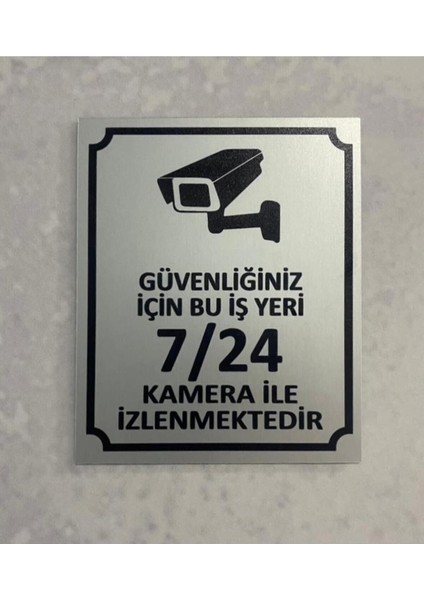 GÜVENLİĞİNİZ
İÇİN BU İŞ YERİ
7/24
KAMERA İLE
İZLENMEKTEDİR